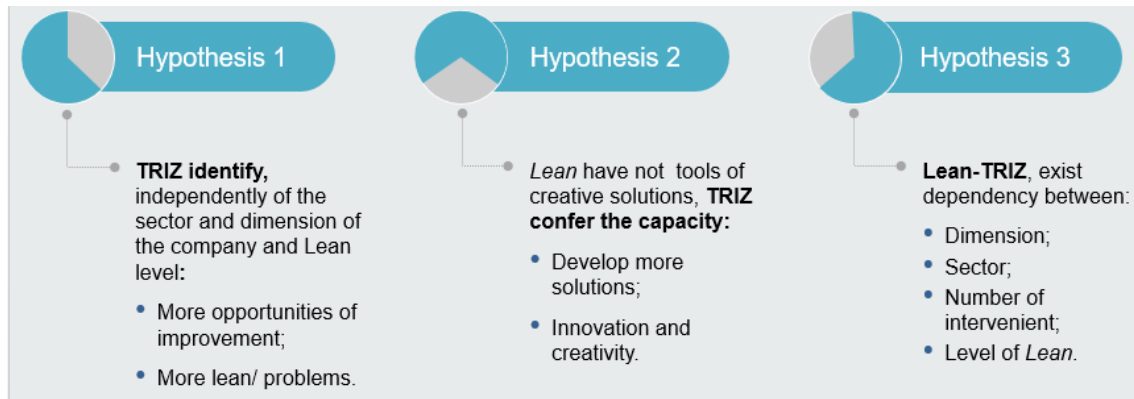 Hypothesis 1
TRIZ identify,
independently of the
sector and dimension of
the company and Lean
level:
• More opportunities of
improvement;
• More lean/ problems.
Hypothesis 2
Lean have not tools of
creative solutions, TRIZ
confer the capacity:
• Develop more
solutions;
• Innovation and
creativity.
Hypothesis 3
Lean-TRIZ, exist
dependency between:
• Dimension;
• Sector;
• Number of
intervenient;
• Level of Lean.